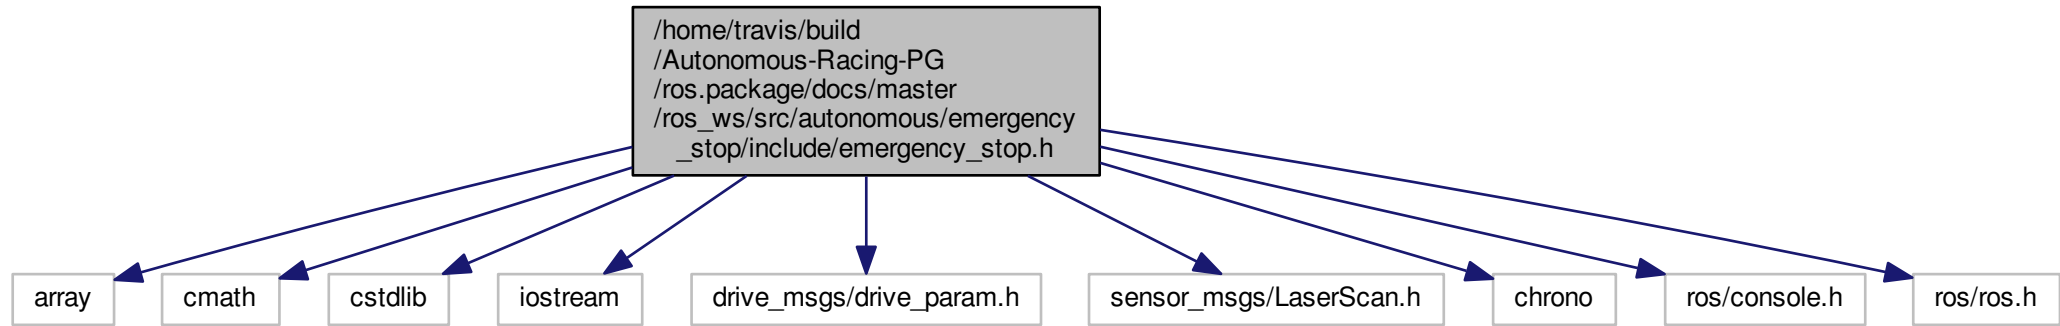 /home/travis/build
/Autonomous-Racing-PG
/ros.package/docs/master
/ros_ws/src/autonomous/emergency
_stop/include/emergency_stop.h
array
cmath
cstdlib
iostream
drive_msgs/drive_param.h
sensor_msgs/LaserScan.h
chrono
ros/console.h
ros/ros.h